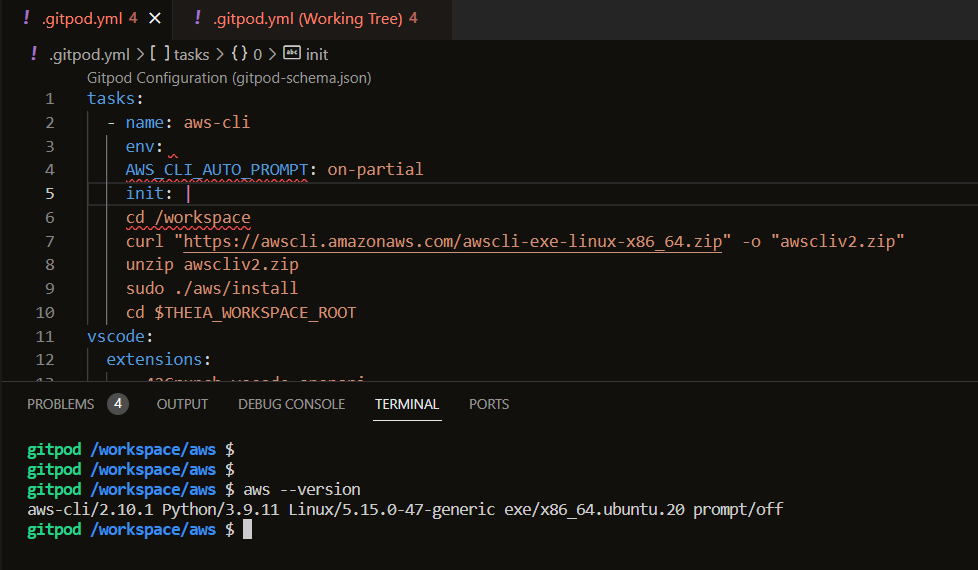 ! .gitpod.yml 4 × ! .gitpod.yml (Working Tree) 4
! .gitpod.yml > [ ] tasks > {} 0 > abc init
Gitpod Configuration (gitpod-schema.json)
1 tasks:
2 - name: aws-cli
3 env:
4 AWS_CLI_AUTO_PROMPT: on-partial
5 init: |
6 cd /workspace
7 curl "https://awscli.amazonaws.com/awscli-exe-linux-x86_64.zip" -o "awscliv2.zip"
8 unzip awscliv2.zip
9 sudo ./aws/install
10 cd $THEIA_WORKSPACE_ROOT
11 vscode:
12 extensions:
PROBLEMS 4 OUTPUT DEBUG CONSOLE TERMINAL PORTS
gitpod /workspace/aws $
gitpod /workspace/aws $
gitpod /workspace/aws $ aws --version
aws-cli/2.10.1 Python/3.9.11 Linux/5.15.0-47-generic exe/x86_64.ubuntu.20 prompt/off
gitpod /workspace/aws $